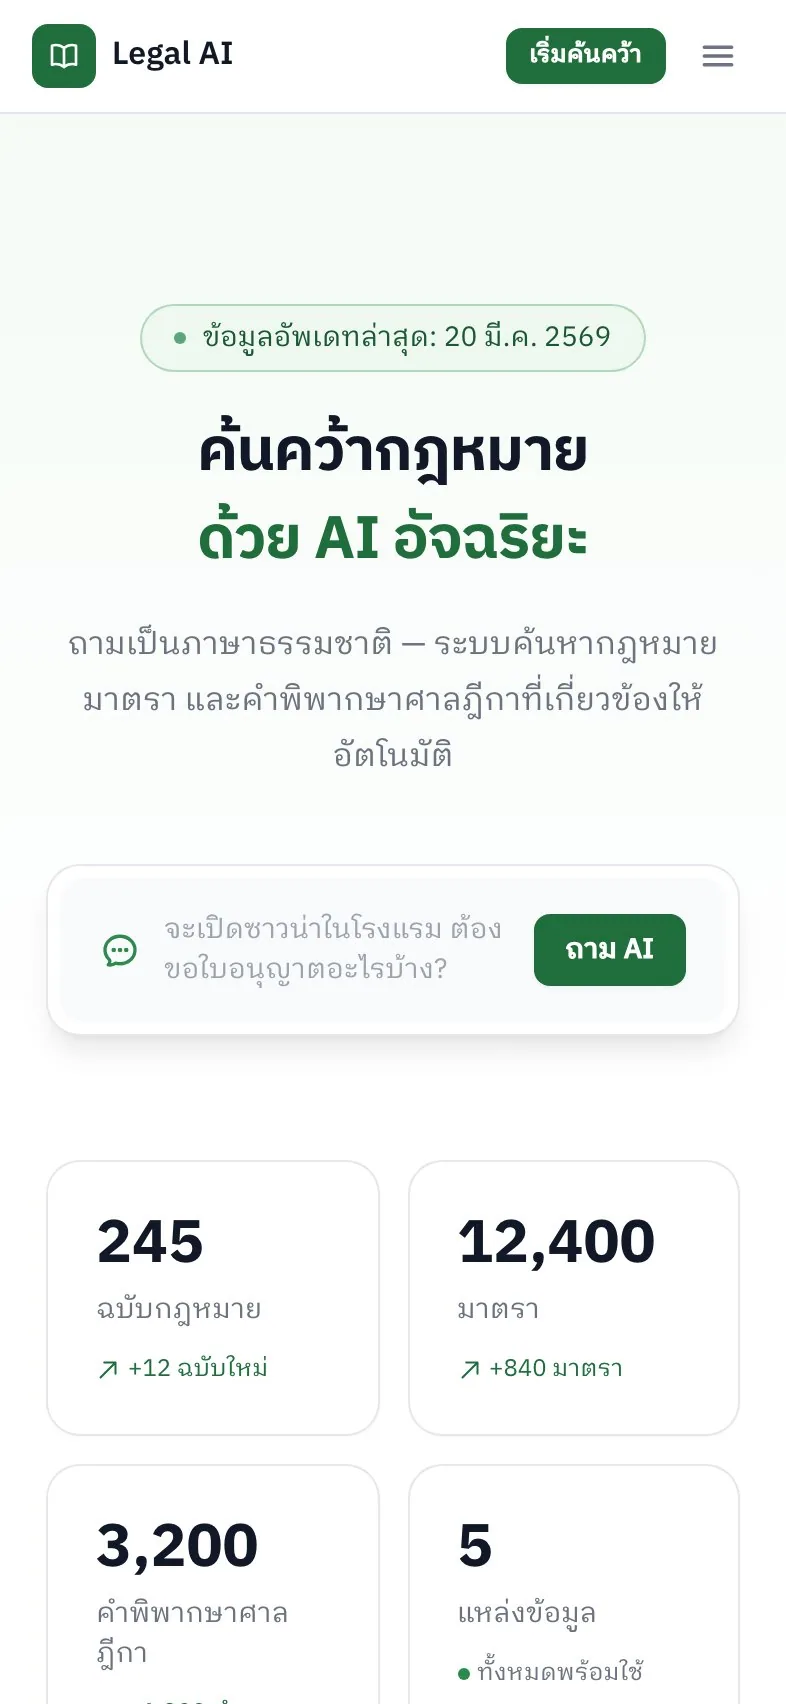 Legal AI
เริ่มค้นคว้า
ข้อมูลอัพเดทล่าสุด: 20 มี.ค. 2569
ค้นคว้ากฎหมาย
ด้วย AI อัจฉริยะ
ถามเป็นภาษาธรรมชาติ — ระบบค้นหากฎหมาย
มาตรา และคำพิพากษาศาลฎีกาที่เกี่ยวข้องให้
อัตโนมัติ
จะเปิดซาวน่าในโรงแรม ต้อง
ขอใบอนุญาตอะไรบ้าง?
ถาม AI
245
ฉบับกฎหมาย
+12 ฉบับใหม่
12,400
มาตรา
+840 มาตรา
3,200
คำพิพากษาศาล
ฎีกา
5
แหล่งข้อมูล
ทั้งหมดพร้อมใช้